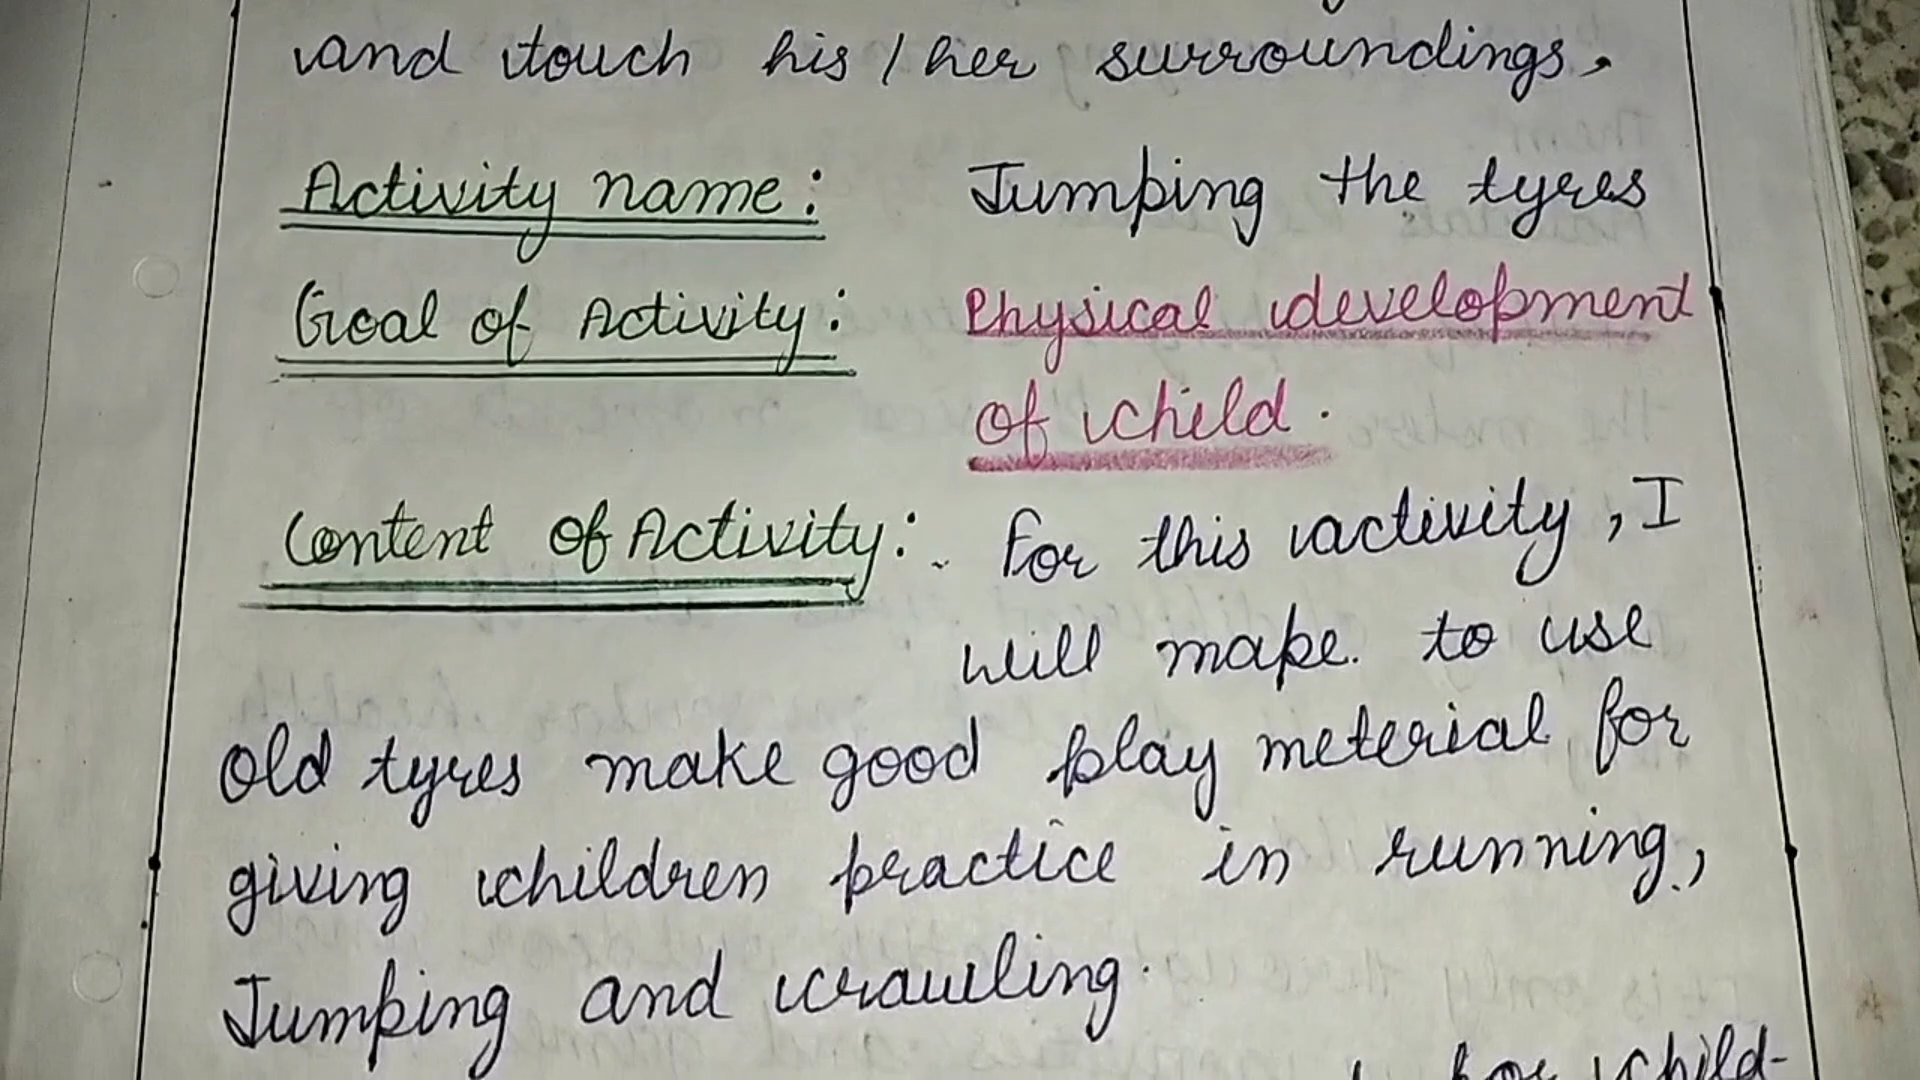 and touch his/her surroundings,
Activity name: Jumping the tyres
Goal of Activity: Physical development
of child.
Content of Activity: For this activity, I
will make. to use
old tyres make good play meterial for
giving children practice in running,
Jumping and crawling.
for child-